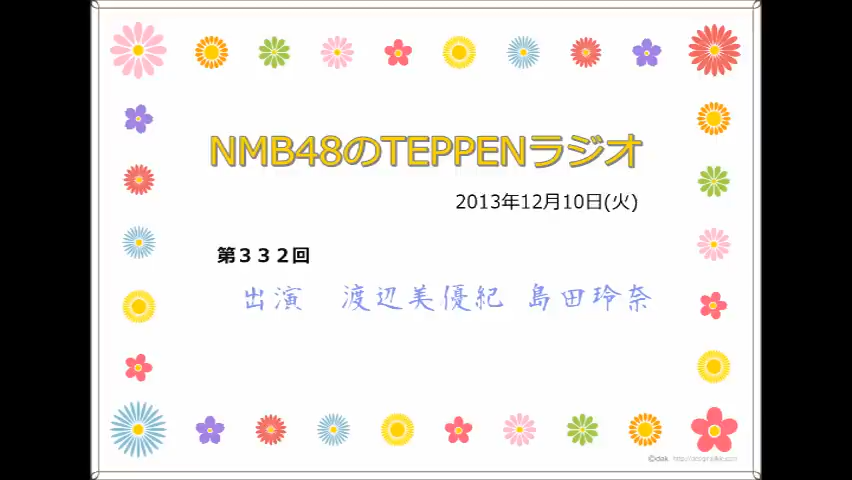 NMB48のTEPPENラジオ
2013年12月10日(火)
第３３２回
出演　渡辺美優紀 島田玲奈